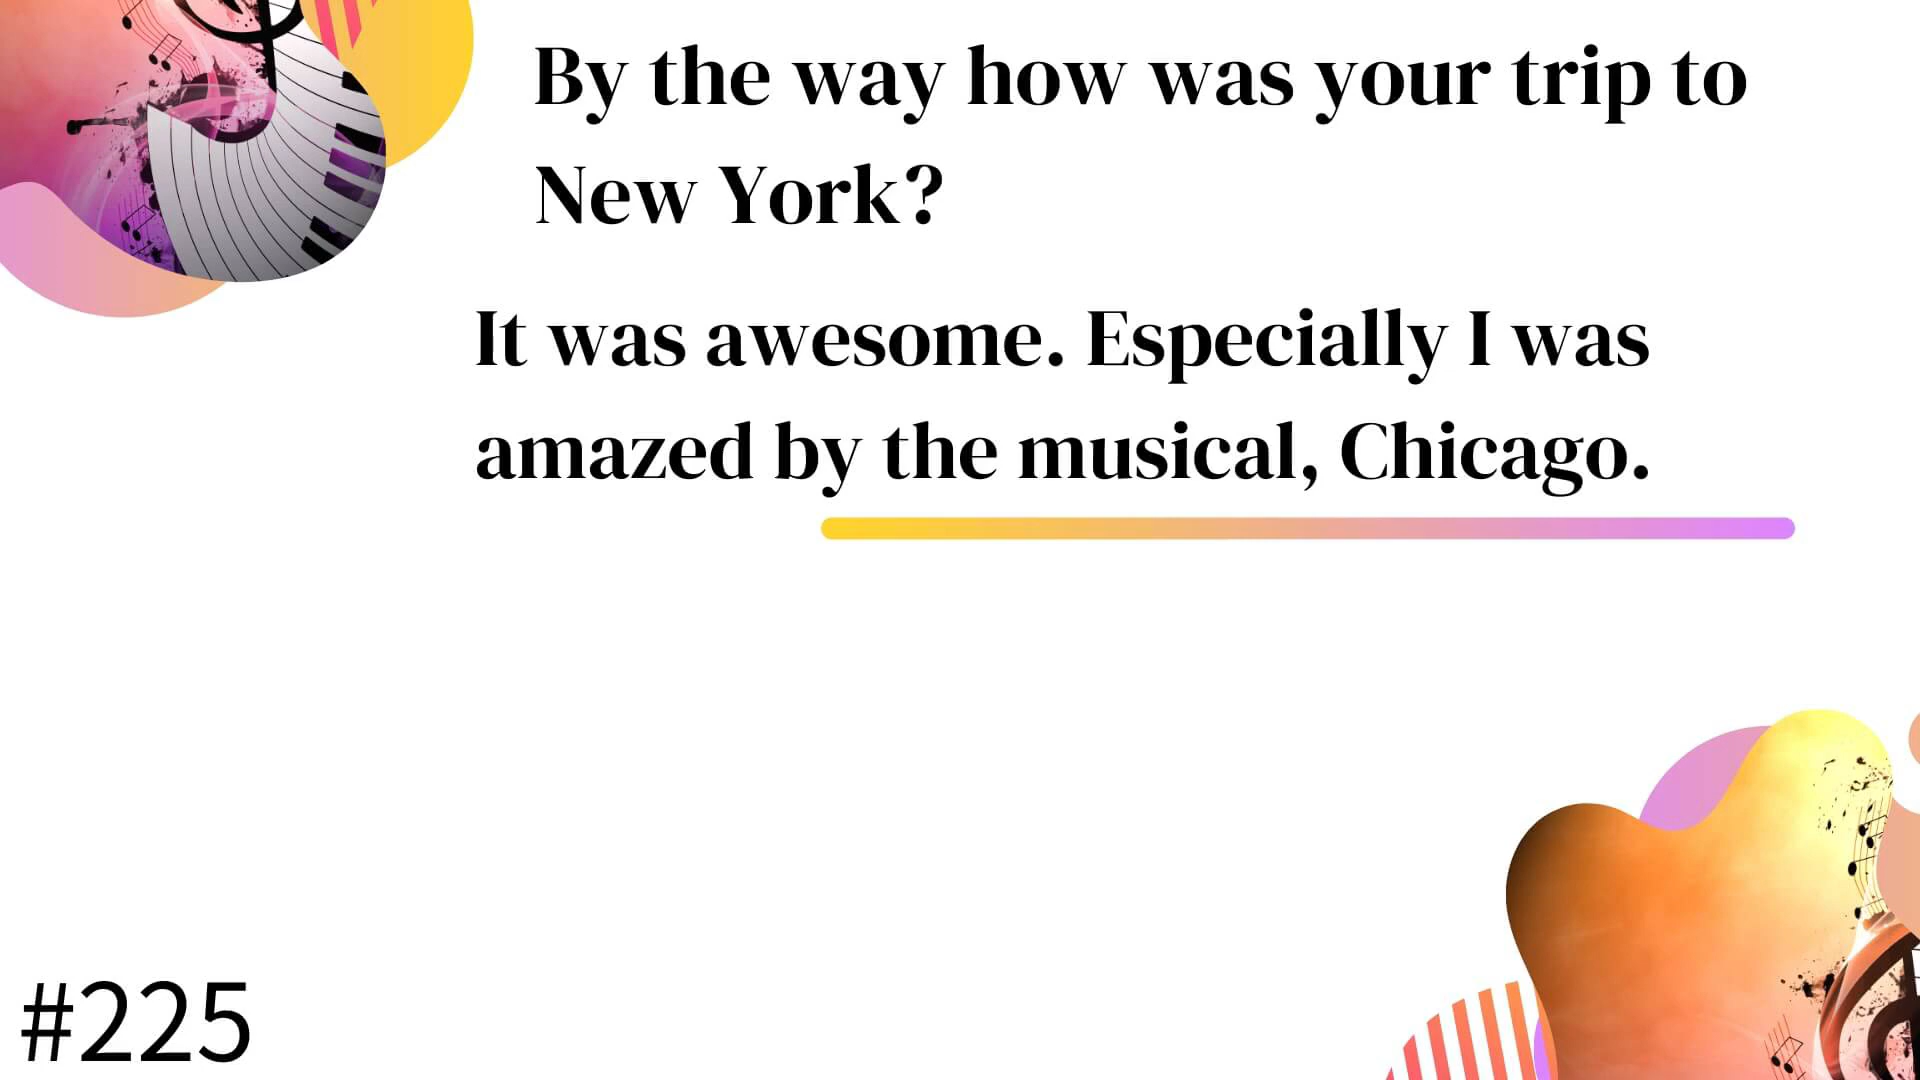 By the way how was your trip to
New York?
It was awesome. Especially I was
amazed by the musical, Chicago.
#225